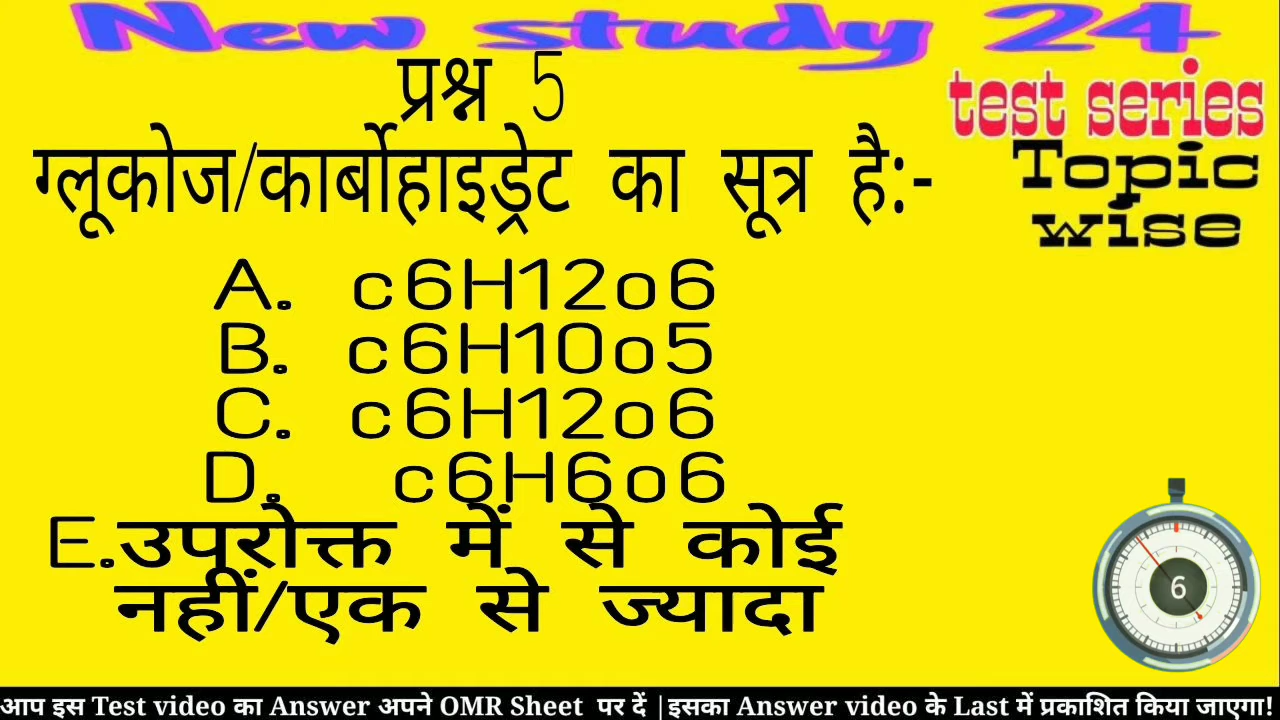 New study 24
test series
Topic
wise
प्रश्न 5
ग्लूकोज/कार्बोहाइड्रेट का सूत्र है:-
A. c6H12o6
B. c6H10o5
C. c6H12o6
D. c6H6o6
E.उपरोक्त में से कोई
नहीं/एक से ज्यादा
6
आप इस Test video का Answer अपने OMR Sheet पर दें |इसका Answer video के Last में प्रकाशित किया जाएगा!